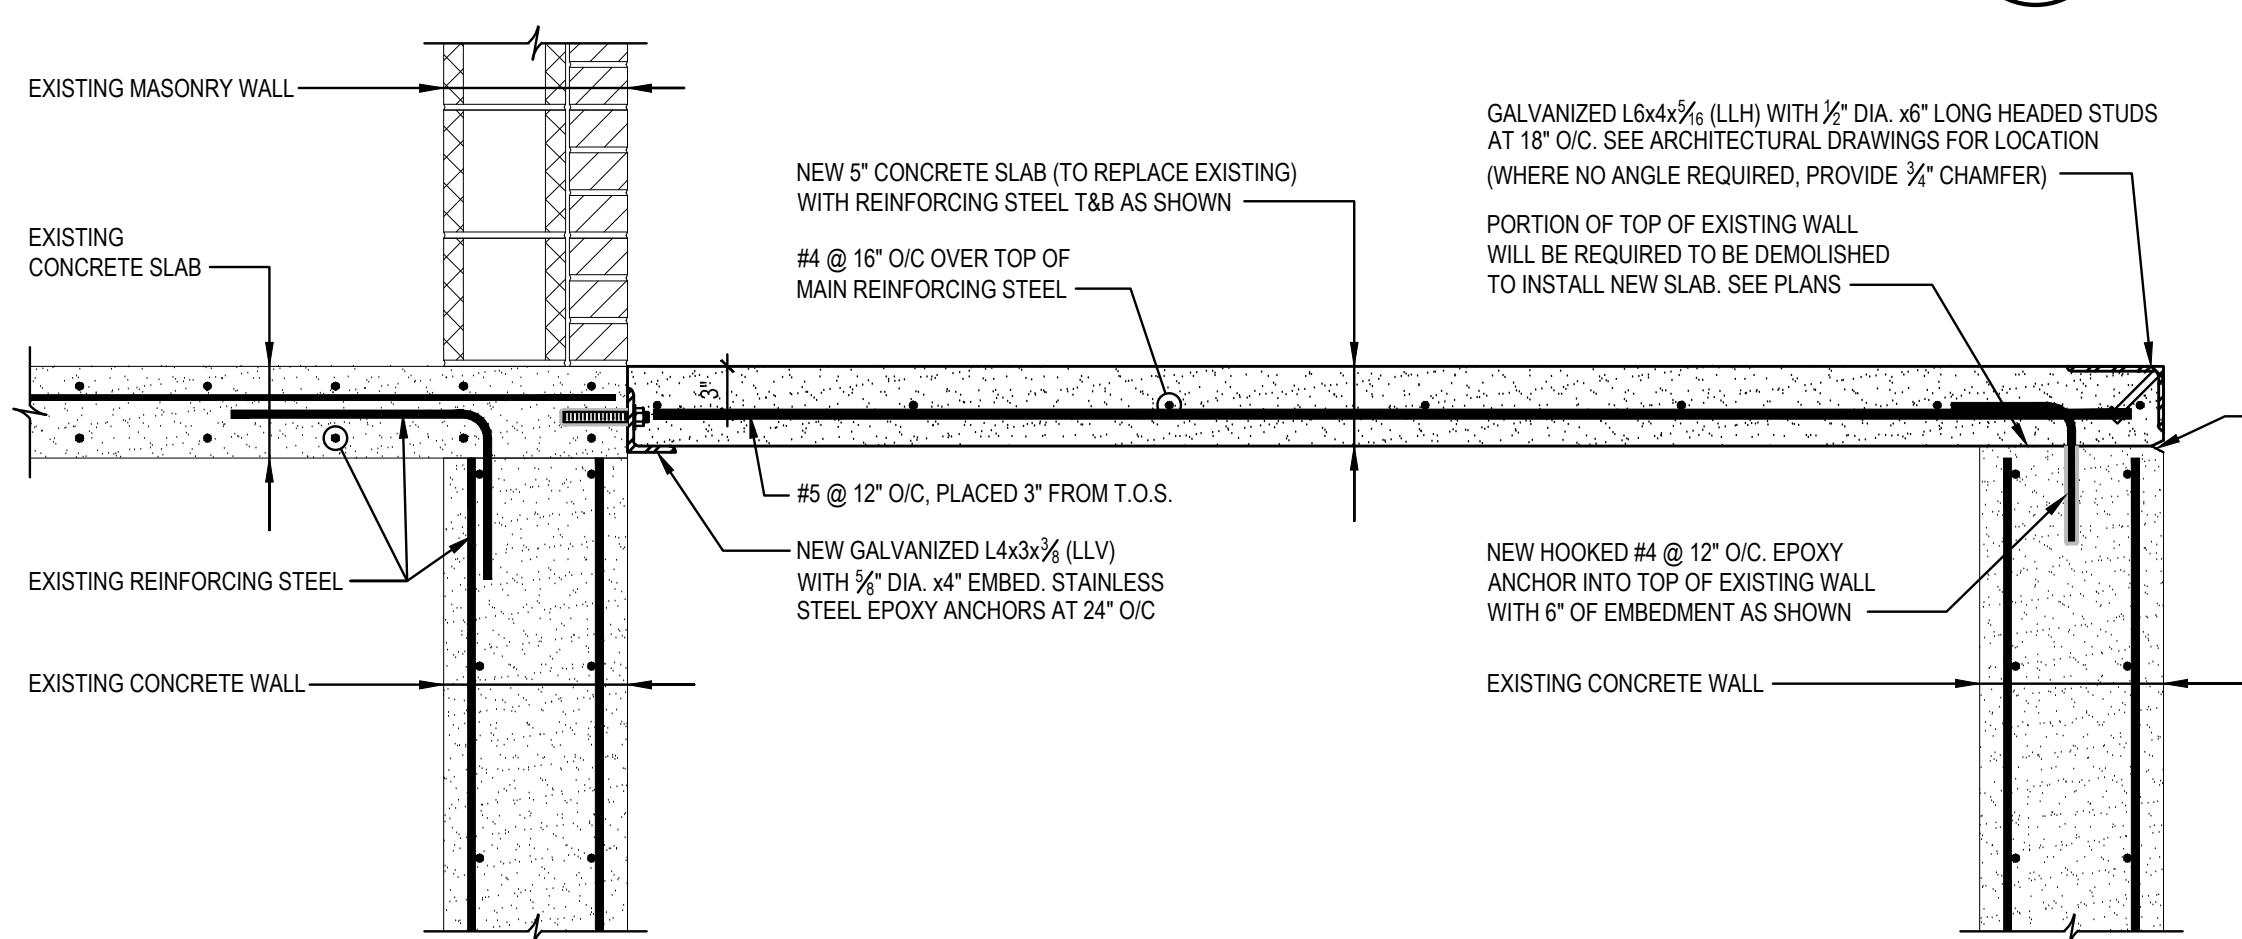 EXISTING MASONRY WALL
EXISTING
CONCRETE SLAB
EXISTING REINFORCING STEEL
EXISTING CONCRETE WALL
NEW 5" CONCRETE SLAB (TO REPLACE EXISTING)
WITH REINFORCING STEEL T&B AS SHOWN
#4 @ 16" O/C OVER TOP OF
MAIN REINFORCING STEEL
3"
#5 @ 12" O/C, PLACED 3" FROM T.O.S.
NEW GALVANIZED L4x3x3/8 (LLV)
WITH 5/8" DIA. x4" EMBED. STAINLESS
STEEL EPOXY ANCHORS AT 24" O/C
GALVANIZED L6x4x5/16 (LLH) WITH 1/2" DIA. x6" LONG HEADED STUDS
AT 18" O/C. SEE ARCHITECTURAL DRAWINGS FOR LOCATION
(WHERE NO ANGLE REQUIRED, PROVIDE 3/4" CHAMFER)
PORTION OF TOP OF EXISTING WALL
WILL BE REQUIRED TO BE DEMOLISHED
TO INSTALL NEW SLAB. SEE PLANS
NEW HOOKED #4 @ 12" O/C. EPOXY
ANCHOR INTO TOP OF EXISTING WALL
WITH 6" OF EMBEDMENT AS SHOWN
EXISTING CONCRETE WALL